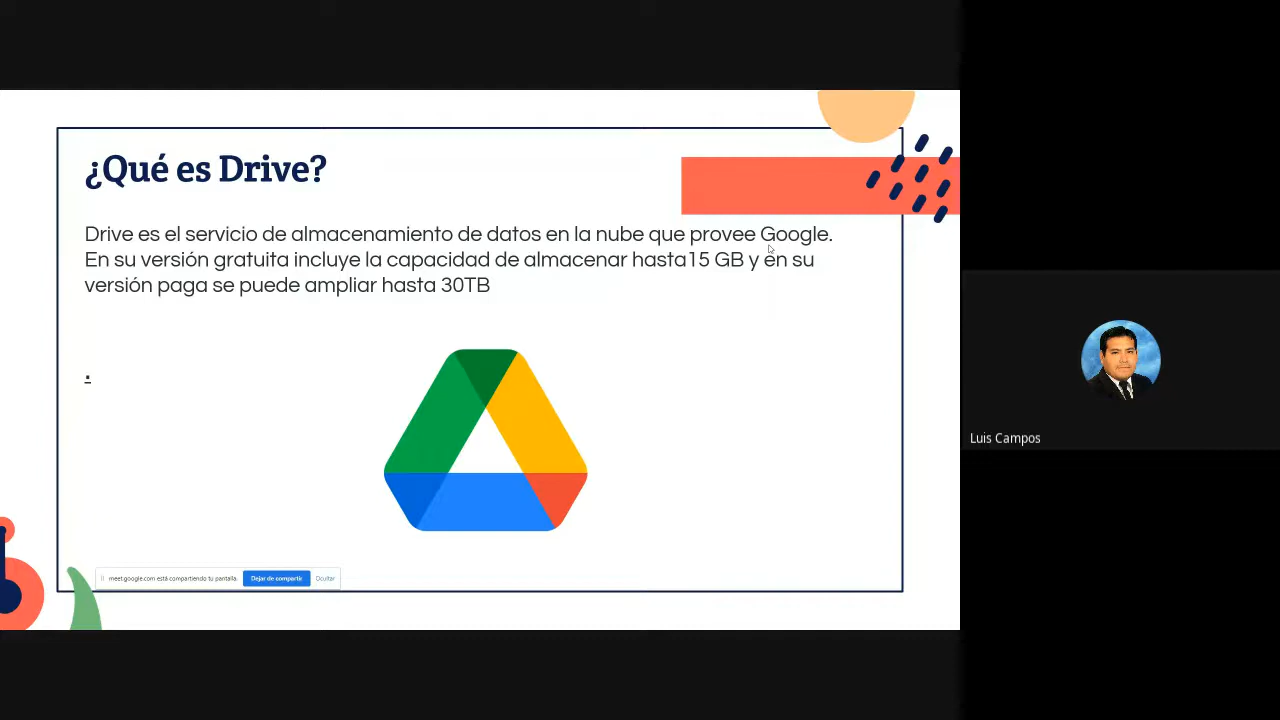 ¿Qué es Drive?
Drive es el servicio de almacenamiento de datos en la nube que provee Google.
En su versión gratuita incluye la capacidad de almacenar hasta15 GB y en su
versión paga se puede ampliar hasta 30TB
.
meet.google.com está compartiendo tu pantalla. Dejar de compartir Ocultar
Luis Campos